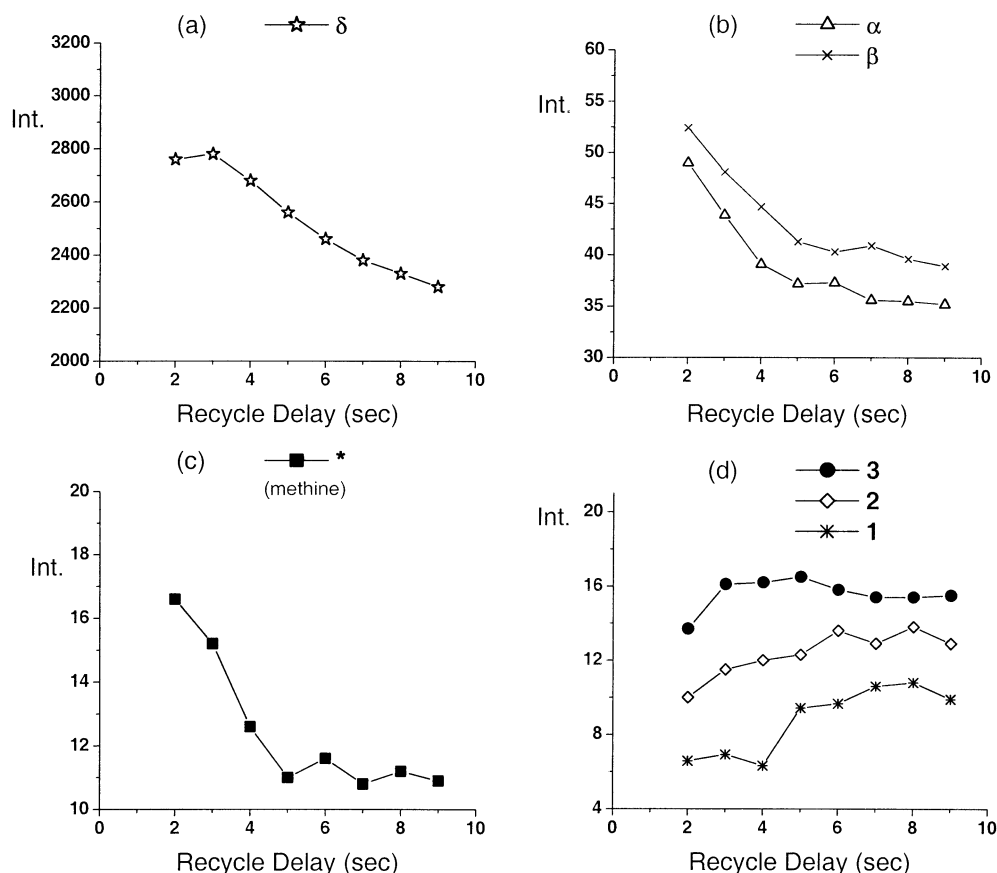 (a) δ
3200
3000
Int.
2800
2600
2400
2200
2000
0 2 4 6 8 10
Recycle Delay (sec)
(b) α
β
60
55
Int.
50
45
40
35
30
0 2 4 6 8 10
Recycle Delay (sec)
(c) *
(methine)
20
18
Int.
16
14
12
10
0 2 4 6 8 10
Recycle Delay (sec)
(d) 3
2
1
Int.
20
16
12
8
4
0 2 4 6 8 10
Recycle Delay (sec)